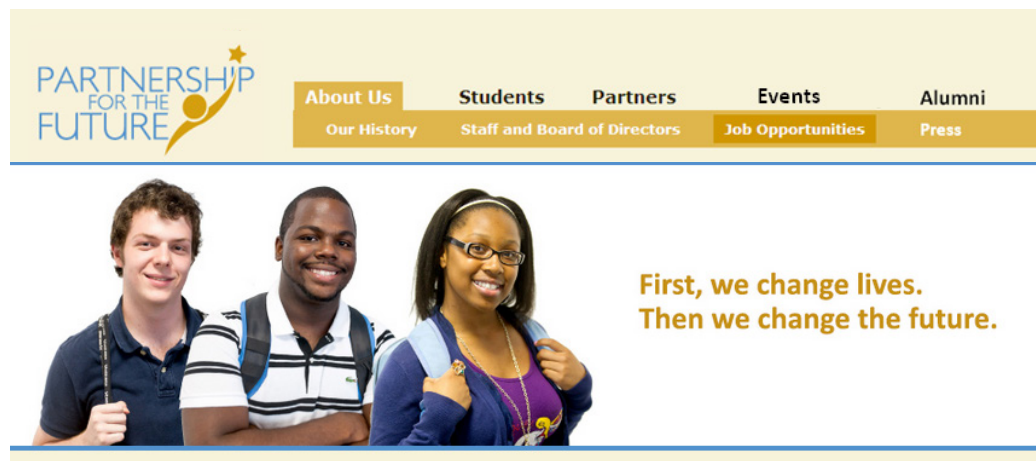 PARTNERSHIP
FOR THE
FUTURE
About Us Students Partners Events Alumni
Our History Staff and Board of Directors Job Opportunities Press
First, we change lives.
Then we change the future.